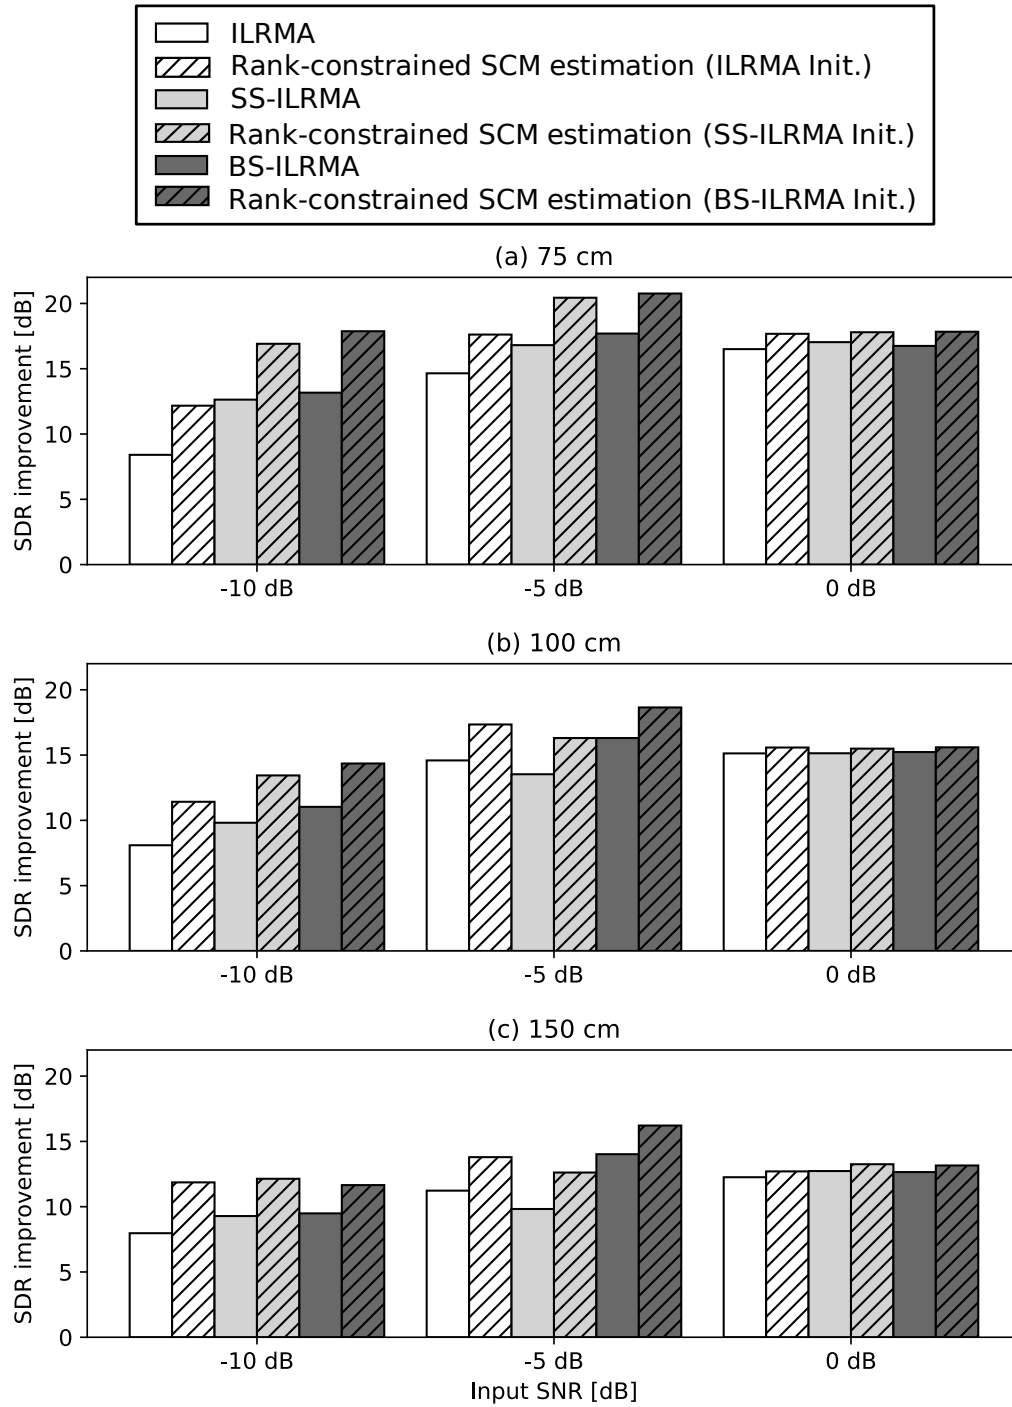 ILRMA
Rank-constrained SCM estimation (ILRMA Init.)
SS-ILRMA
Rank-constrained SCM estimation (SS-ILRMA Init.)
BS-ILRMA
Rank-constrained SCM estimation (BS-ILRMA Init.)
(a) 75 cm
SDR improvement [dB]
20
15
10
5
0
-10 dB
-5 dB
0 dB
(b) 100 cm
SDR improvement [dB]
20
15
10
5
0
-10 dB
-5 dB
0 dB
(c) 150 cm
SDR improvement [dB]
20
15
10
5
0
-10 dB
-5 dB
0 dB
Input SNR [dB]